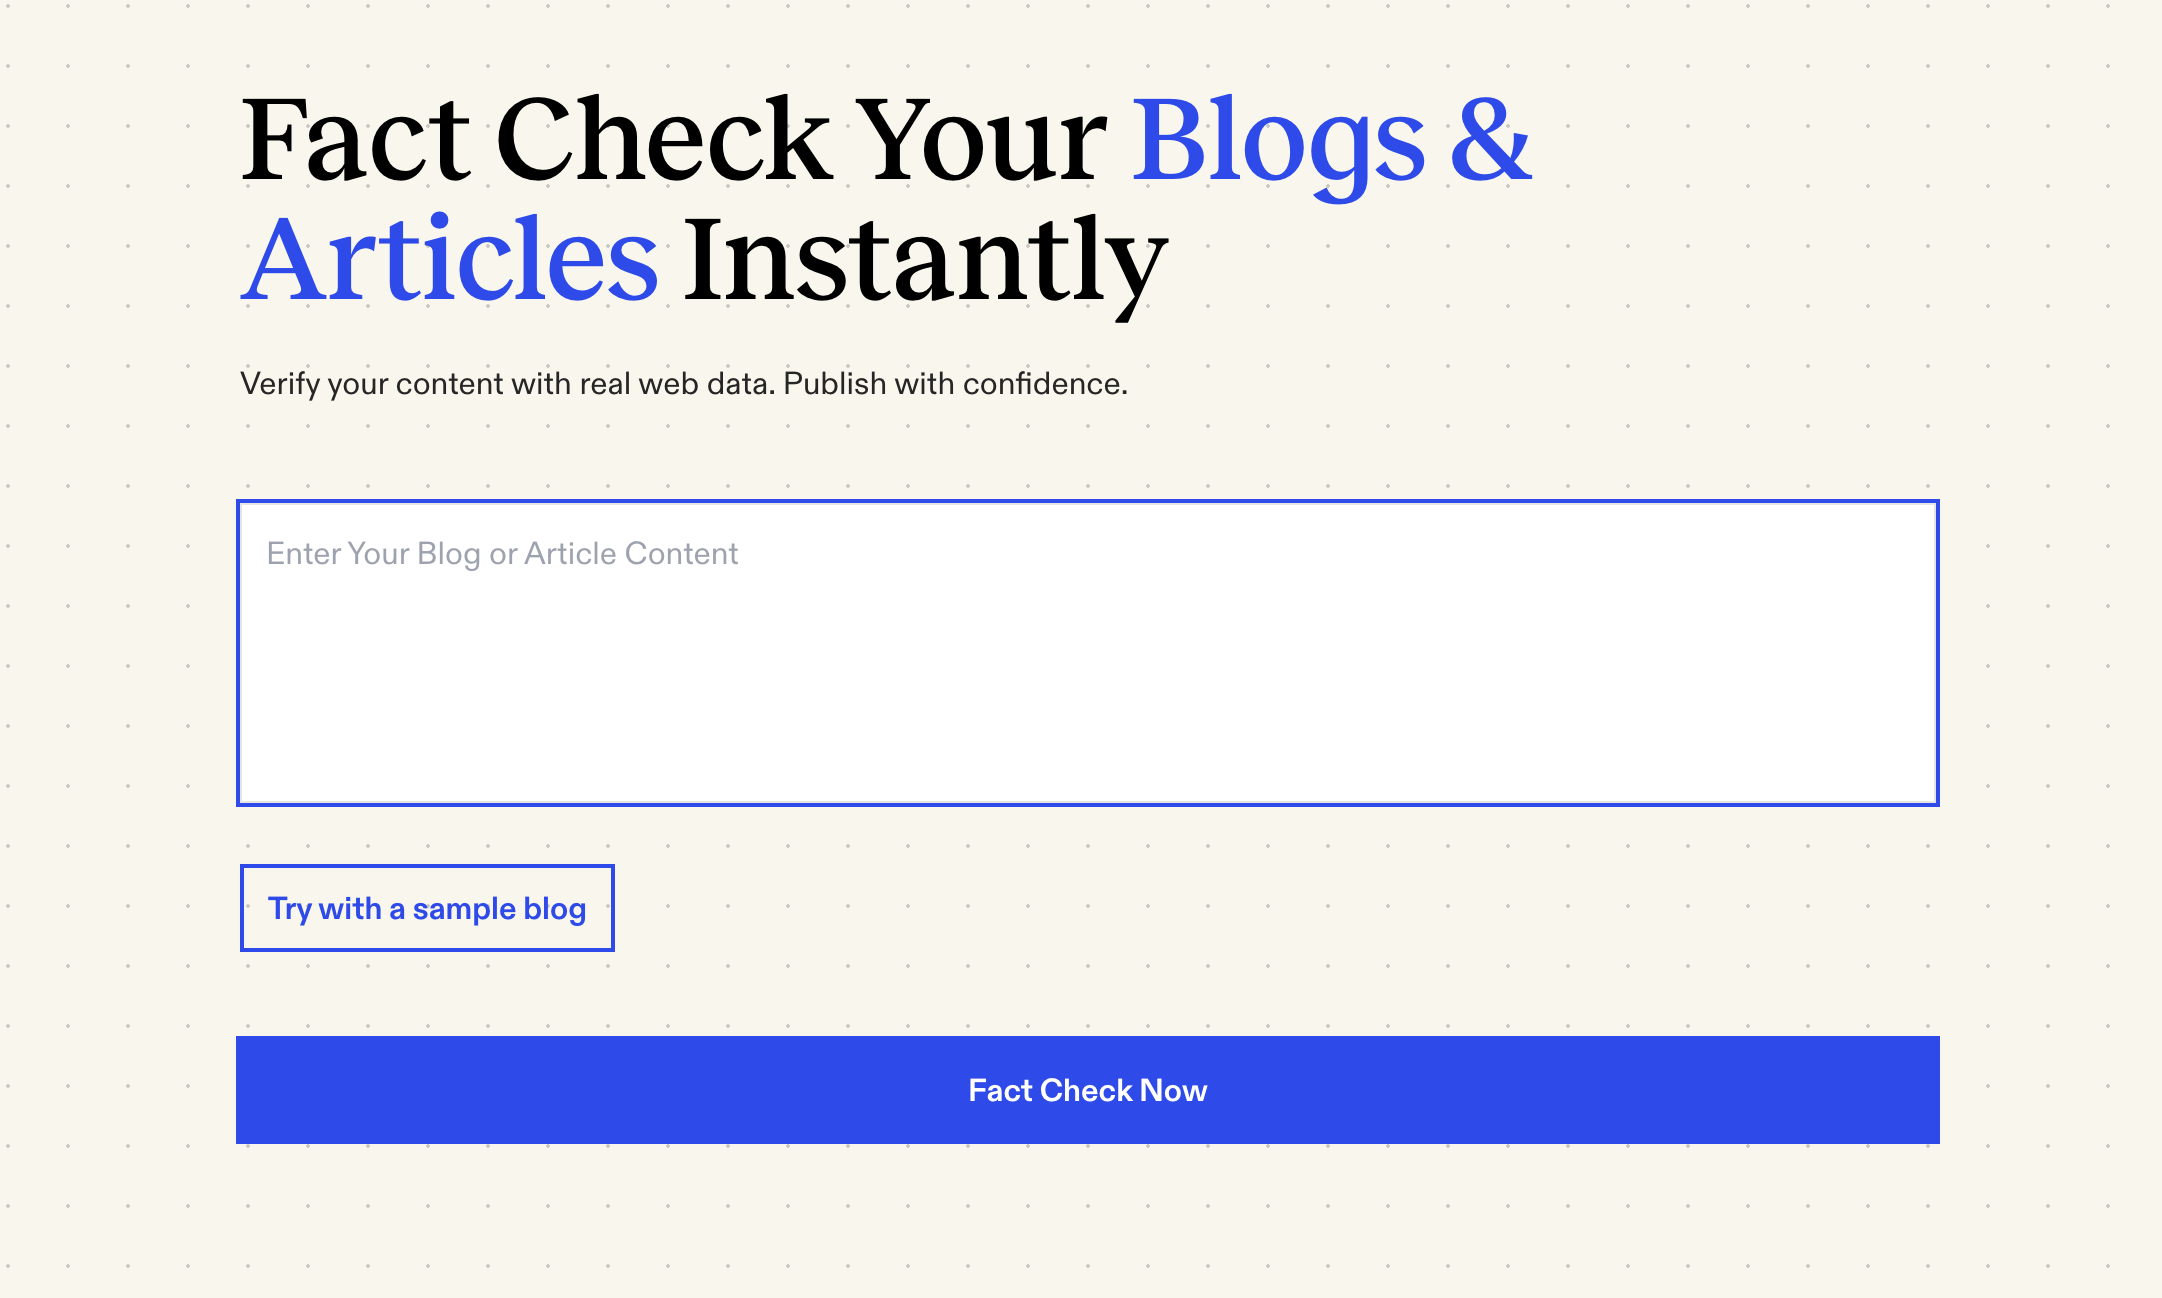 Fact Check Your Blogs &
Articles Instantly
Verify your content with real web data. Publish with confidence.
Enter Your Blog or Article Content
Try with a sample blog
Fact Check Now